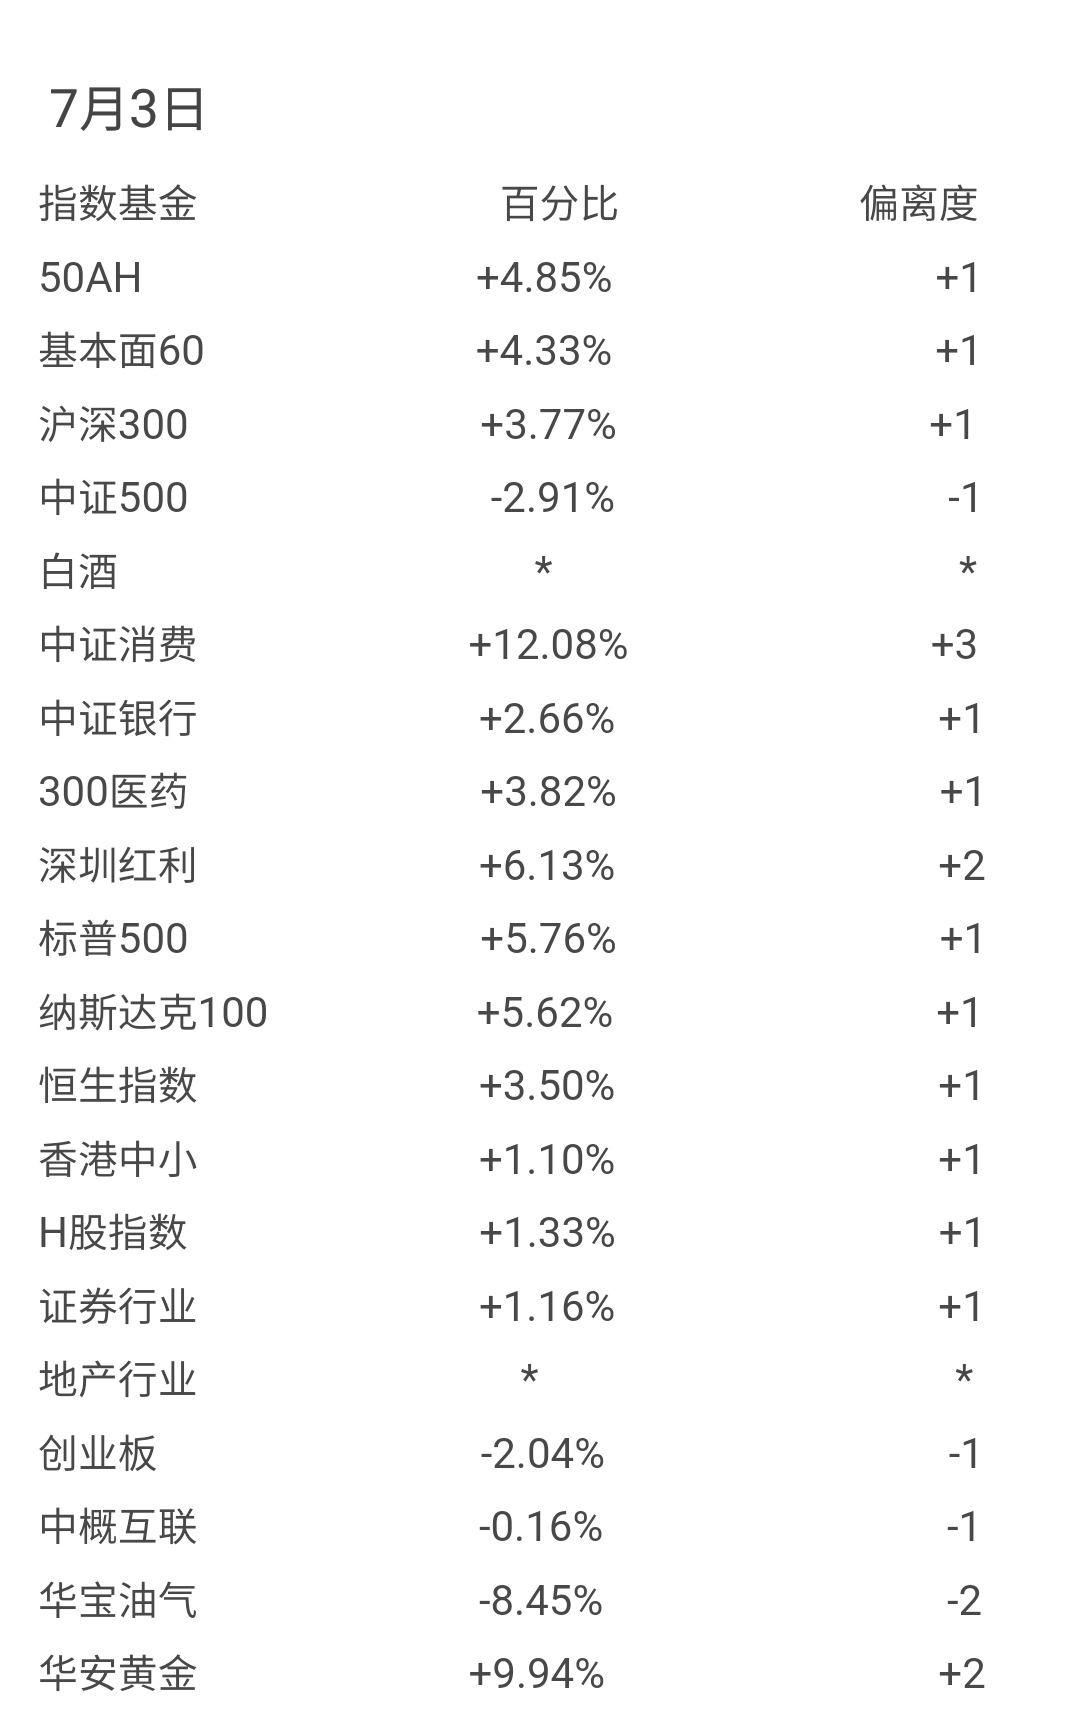 7月3日
指数基金 百分比 偏离度
50AH +4.85% +1
基本面60 +4.33% +1
沪深300 +3.77% +1
中证500 -2.91% -1
白酒 * *
中证消费 +12.08% +3
中证银行 +2.66% +1
300医药 +3.82% +1
深圳红利 +6.13% +2
标普500 +5.76% +1
纳斯达克100 +5.62% +1
恒生指数 +3.50% +1
香港中小 +1.10% +1
H股指数 +1.33% +1
证券行业 +1.16% +1
地产行业 * *
创业板 -2.04% -1
中概互联 -0.16% -1
华宝油气 -8.45% -2
华安黄金 +9.94% +2